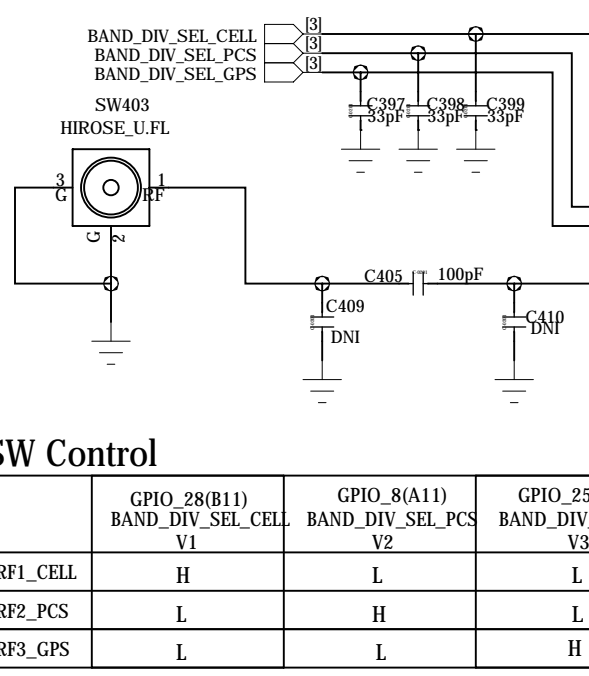 BAND_DIV_SEL_CELL [3]
BAND_DIV_SEL_PCS [3]
BAND_DIV_SEL_GPS [3]
C397 C398 C399
33pF 33pF 33pF
SW403
HIROSE_U.FL
3 1
G RF
G 2
C405 100pF
C409
DNI
C410
DNI
SW Control
GPIO_28(B11) GPIO_8(A11) GPIO_25
BAND_DIV_SEL_CELL BAND_DIV_SEL_PCS BAND_DIV_
V1 V2 V3
RF1_CELL H L L
RF2_PCS L H L
RF3_GPS L L H